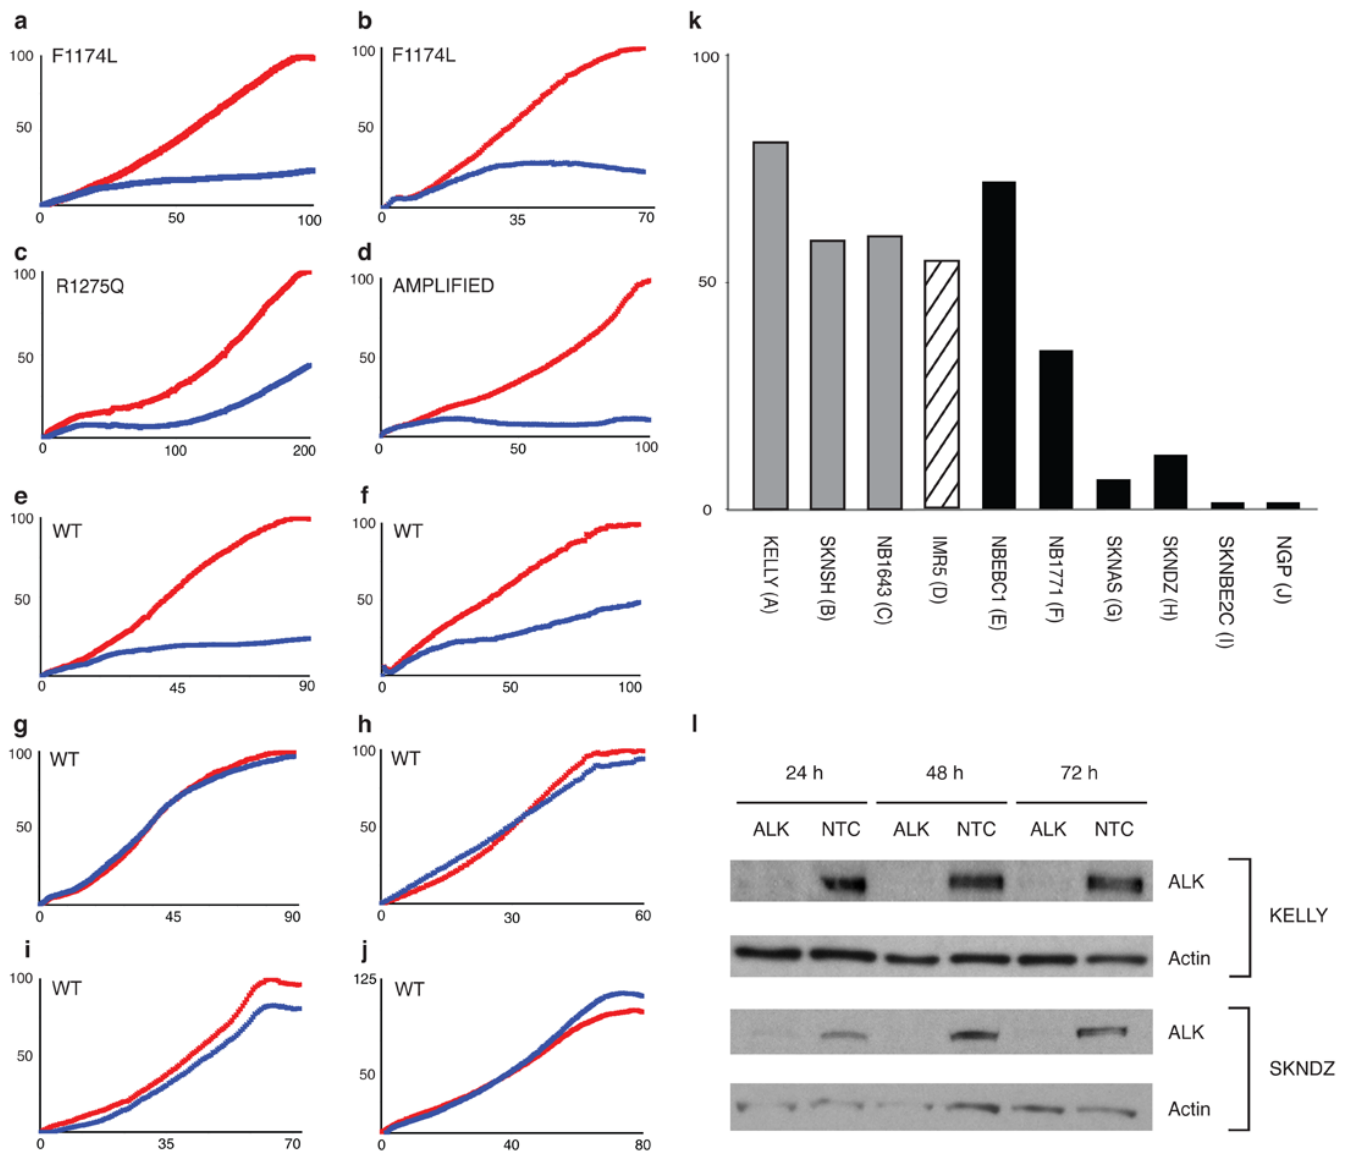 a
100
F1174L
50
0
50
100
b
100
F1174L
50
0
35
70
c
100
R1275Q
50
0
100
200
d
100
AMPLIFIED
50
0
50
100
e
100
WT
50
0
45
90
f
100
WT
50
0
50
100
g
100
WT
50
0
45
90
h
100
WT
50
0
30
60
i
100
WT
50
0
35
70
j
125
WT
50
0
40
80
k
100
50
0
KELLY (A)
SKNSH (B)
NB1643 (C)
IMR5 (D)
NBEBC1 (E)
NB1771 (F)
SKNAS (G)
SKNDZ (H)
SKNBE2C (I)
NGP (J)
l
24 h 48 h 72 h
ALK NTC ALK NTC ALK NTC
ALK
KELLY
Actin
ALK
SKNDZ
Actin